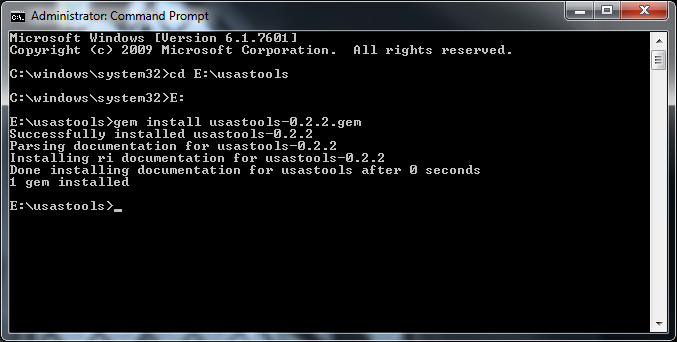 Administrator: Command Prompt
Microsoft Windows [Version 6.1.7601]
Copyright (c) 2009 Microsoft Corporation.  All rights reserved.
C:\windows\system32>cd E:\usastools
C:\windows\system32>E:
E:\usastools>gem install usastools-0.2.2.gem
Successfully installed usastools-0.2.2
Parsing documentation for usastools-0.2.2
Installing ri documentation for usastools-0.2.2
Done installing documentation for usastools after 0 seconds
1 gem installed
E:\usastools>_